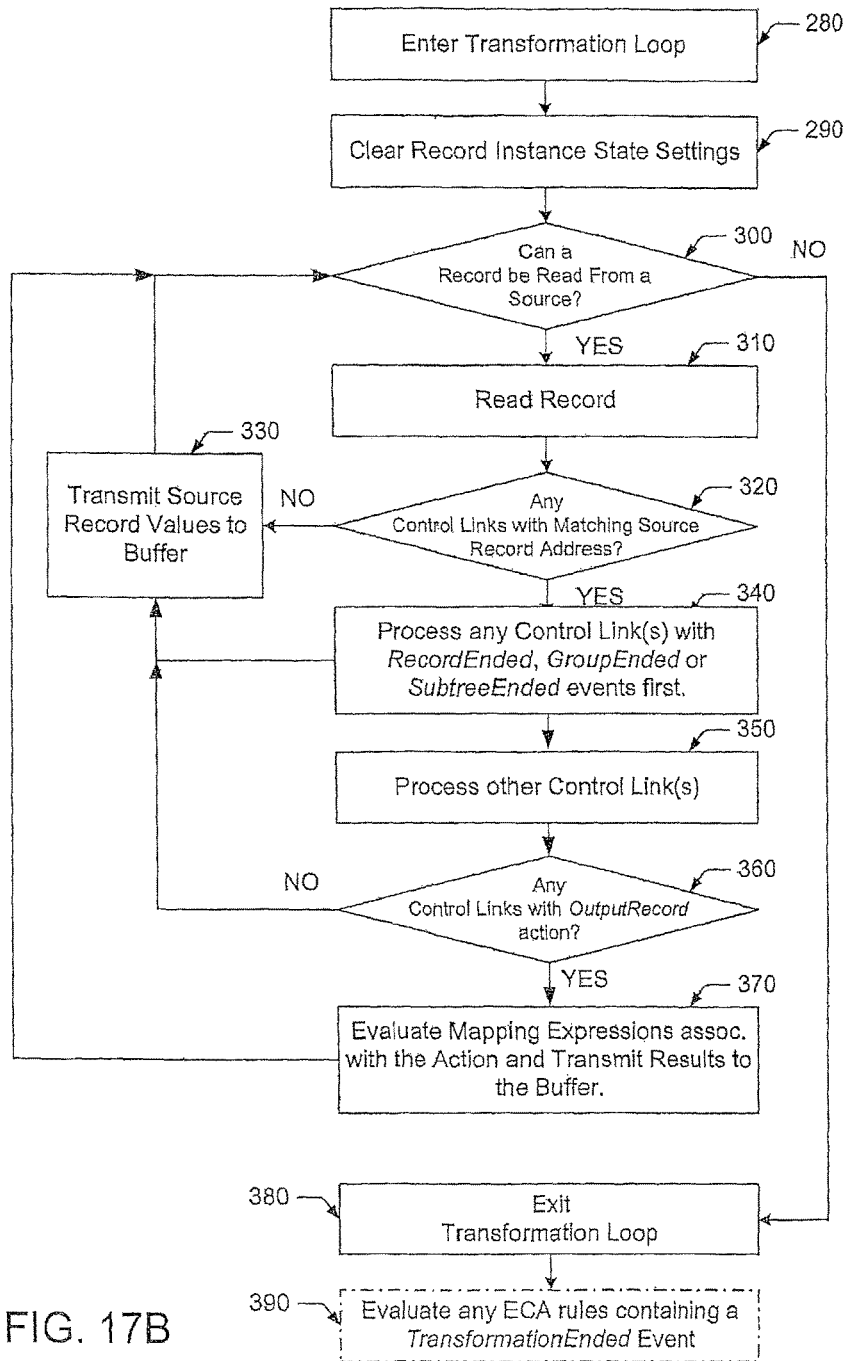 Enter Transformation Loop
280
Clear Record Instance State Settings
290
Can a
Record be Read From a
Source?
300
NO
YES
310
Read Record
330
Transmit Source
Record Values to
Buffer
NO
320
Any
Control Links with Matching Source
Record Address?
YES
340
Process any Control Link(s) with
RecordEnded, GroupEnded or
SubtreeEnded events first.
350
Process other Control Link(s)
360
NO
Any
Control Links with OutputRecord
action?
YES
370
Evaluate Mapping Expressions assoc.
with the Action and Transmit Results to
the Buffer.
380
Exit
Transformation Loop
390
Evaluate any ECA rules containing a
TransformationEnded Event
FIG. 17B